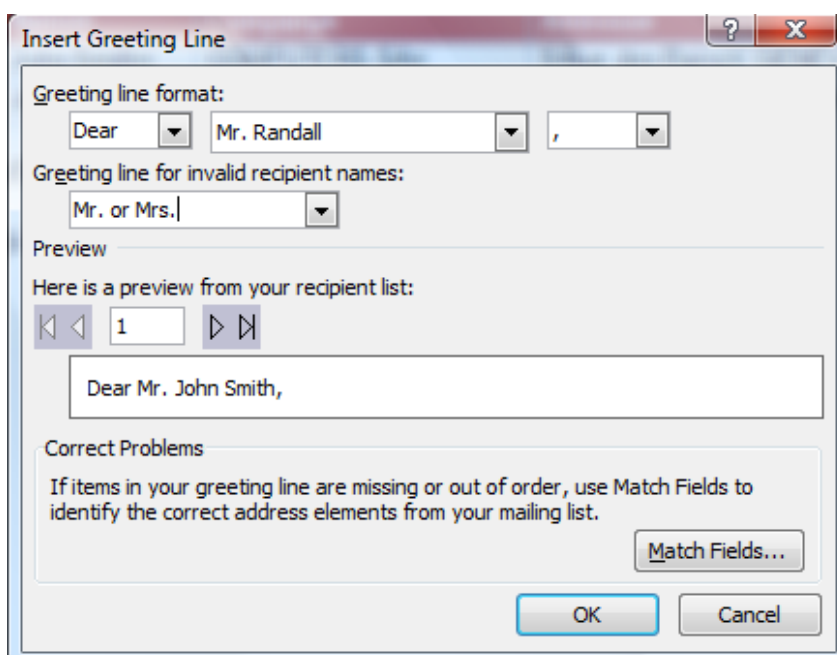 Insert Greeting Line
?
X
Greeting line format:
Dear Mr. Randall ,
Greeting line for invalid recipient names:
Mr. or Mrs.
Preview
Here is a preview from your recipient list:
1
Dear Mr. John Smith,
Correct Problems
If items in your greeting line are missing or out of order, use Match Fields to
identify the correct address elements from your mailing list.
Match Fields...
OK Cancel